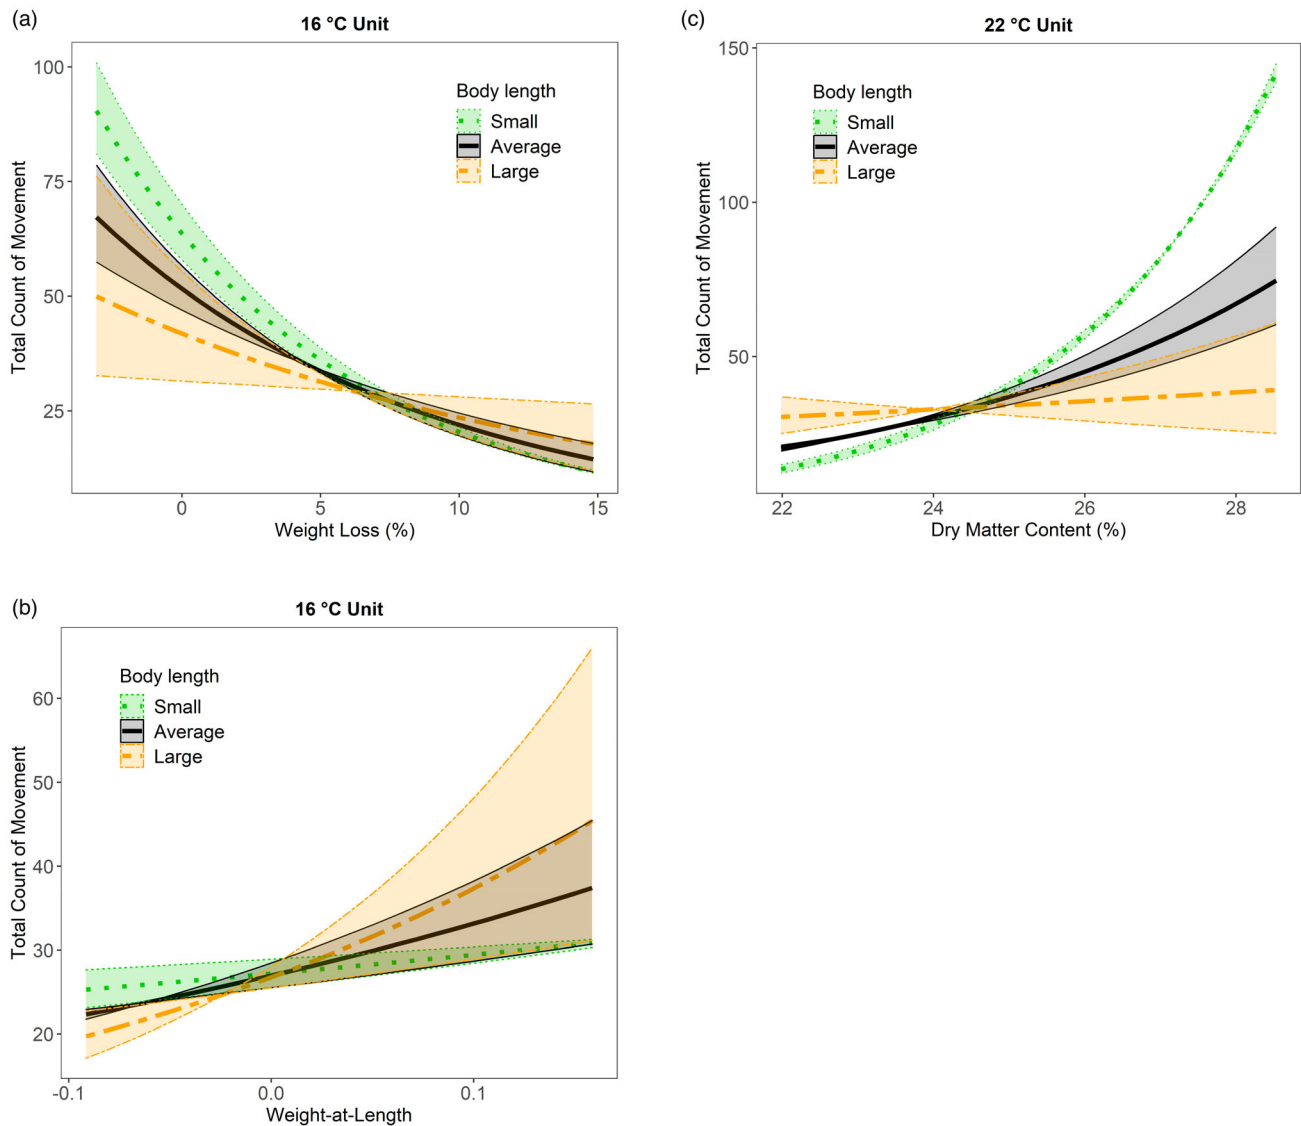 (a)
16 °C Unit
Total Count of Movement
100
75
50
25
Body length
Small
Average
Large
0
5
10
15
Weight Loss (%)
(c)
22 °C Unit
Total Count of Movement
150
100
50
Body length
Small
Average
Large
22
24
26
28
Dry Matter Content (%)
(b)
16 °C Unit
Total Count of Movement
60
50
40
30
20
Body length
Small
Average
Large
-0.1
0.0
0.1
Weight-at-Length